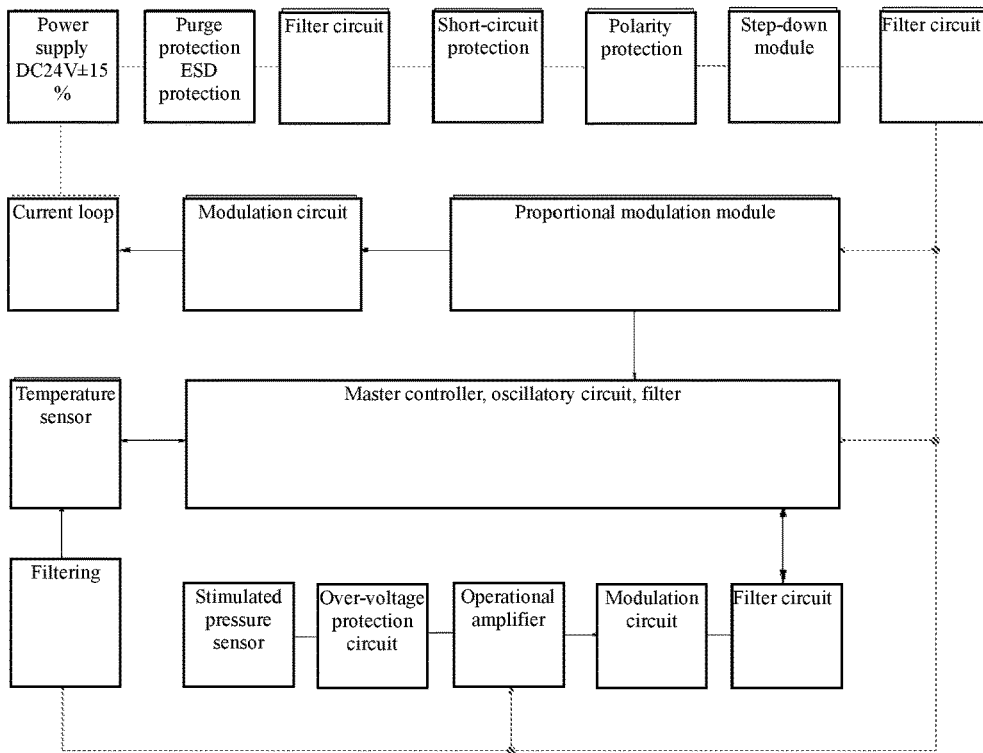 Power
supply
DC24V±15
%
Purge
protection
ESD
protection
Filter circuit
Short-circuit
protection
Polarity
protection
Step-down
module
Filter circuit
Current loop
Modulation circuit
Proportional modulation module
Temperature
sensor
Master controller, oscillatory circuit, filter
Filtering
Stimulated
pressure
sensor
Over-voltage
protection
circuit
Operational
amplifier
Modulation
circuit
Filter circuit